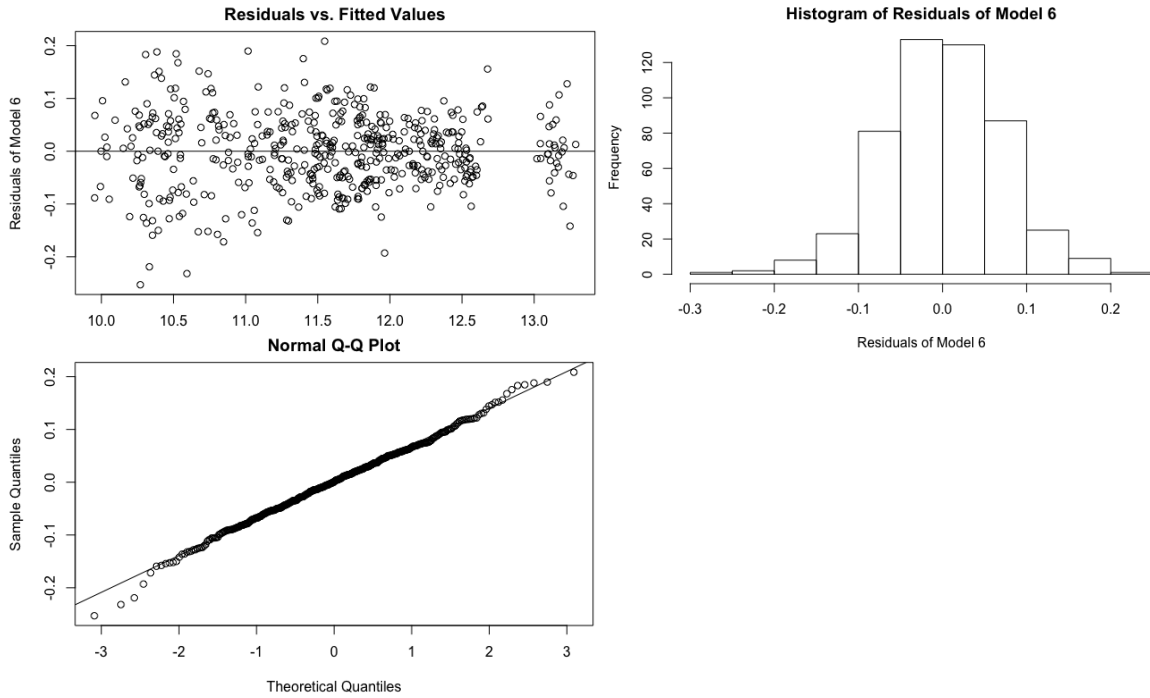 Residuals vs. Fitted Values
Residuals of Model 6
0.2
0.1
0.0
-0.1
-0.2
10.0 10.5 11.0 11.5 12.0 12.5 13.0
Histogram of Residuals of Model 6
Frequency
120
80
60
40
20
0
-0.3 -0.2 -0.1 0.0 0.1 0.2
Residuals of Model 6
Normal Q-Q Plot
Sample Quantiles
0.2
0.1
0.0
-0.1
-0.2
-3 -2 -1 0 1 2 3
Theoretical Quantiles